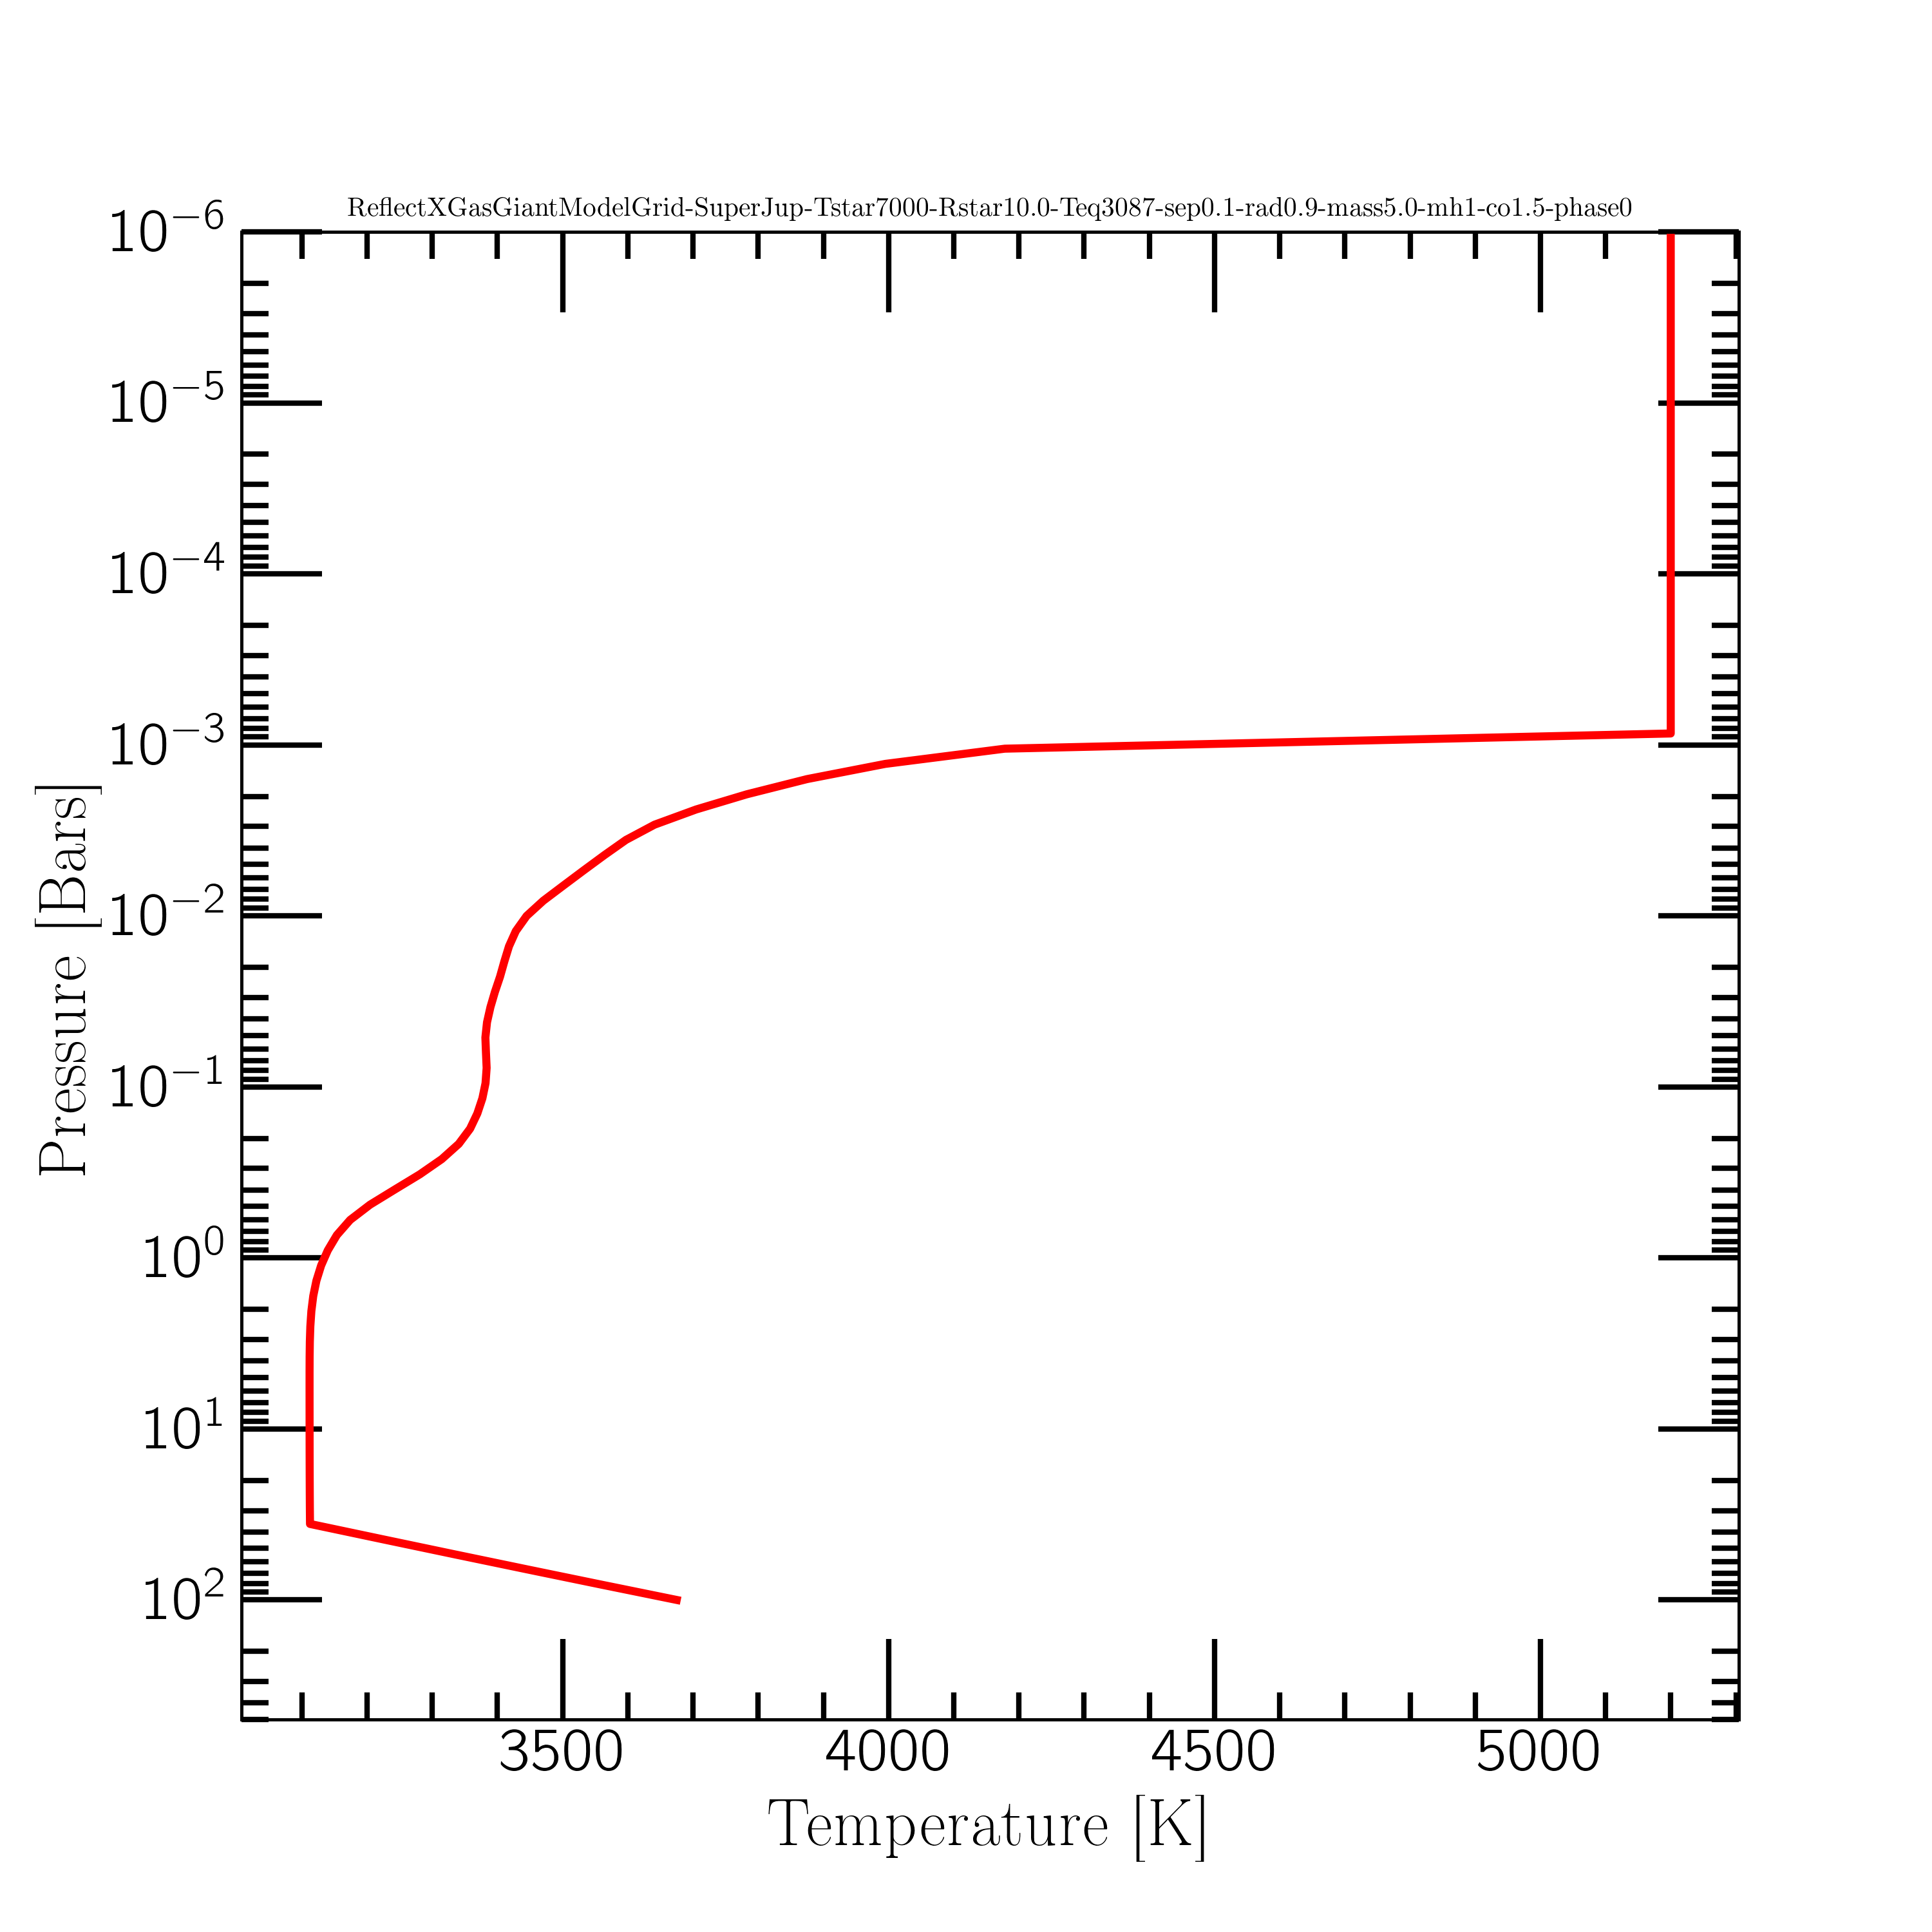 ReflectXGasGiantModelGrid-SuperJup-Tstar7000-Rstar10.0-Teq3087-sep0.1-rad0.9-mass5.0-mh1-co1.5-phase0
10⁻⁶
10⁻⁵
10⁻⁴
10⁻³
10⁻²
10⁻¹
10⁰
10¹
10²
Pressure [Bars]
3500 4000 4500 5000
Temperature [K]